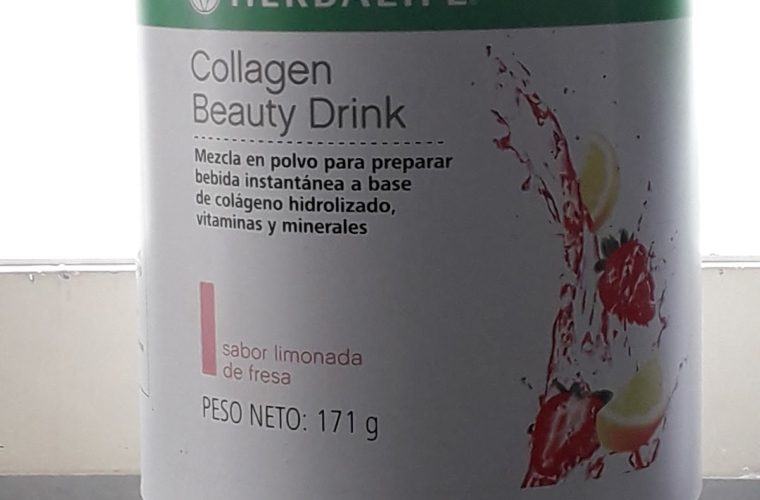 HERBALIFE
Collagen
Beauty Drink
Mezcla en polvo para preparar
bebida instantánea a base
de colágeno hidrolizado,
vitaminas y minerales
sabor limonada
de fresa
PESO NETO: 171 g